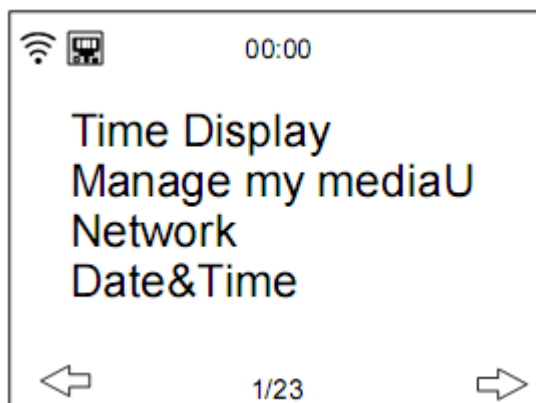 00:00
Time Display
Manage my mediaU
Network
Date&Time
1/23